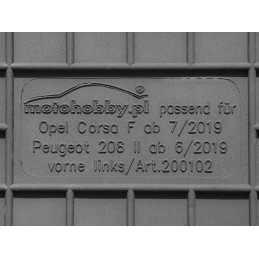 motohobby.pl passend für
Opel Corsa F ab 7/2019
Peugeot 208 II ab 6/2019
vorne links/Art.200102